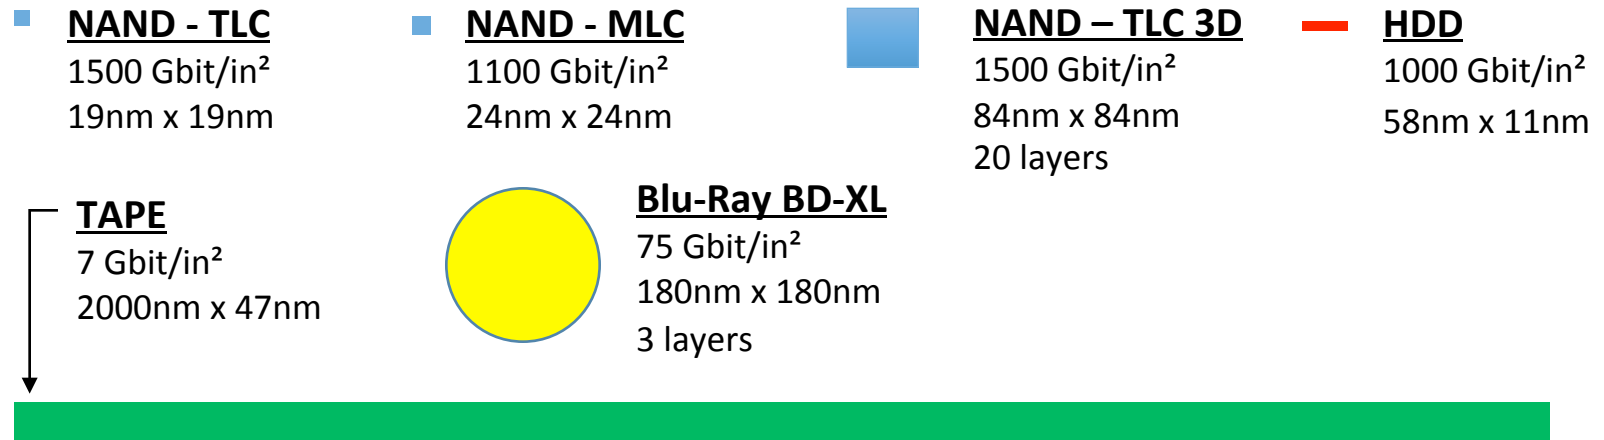 NAND - TLC
1500 Gbit/in²
19nm x 19nm
NAND - MLC
1100 Gbit/in²
24nm x 24nm
NAND – TLC 3D
1500 Gbit/in²
84nm x 84nm
20 layers
HDD
1000 Gbit/in²
58nm x 11nm
TAPE
7 Gbit/in²
2000nm x 47nm
Blu-Ray BD-XL
75 Gbit/in²
180nm x 180nm
3 layers